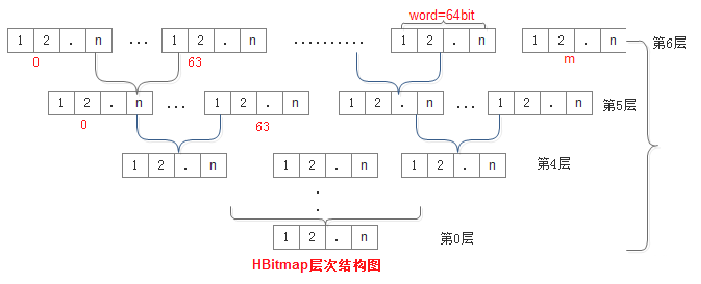 word=64bit
1 2 . n ... 1 2 . n ......... 1 2 . n 1 2 . n 第6层
0 63 m
1 2 . n ... 1 2 . n 1 2 . n ... 1 2 . n 第5层
0 63
1 2 . n 1 2 . n 1 2 . n 第4层
.
.
1 2 . n 第0层
HBitmap层次结构图